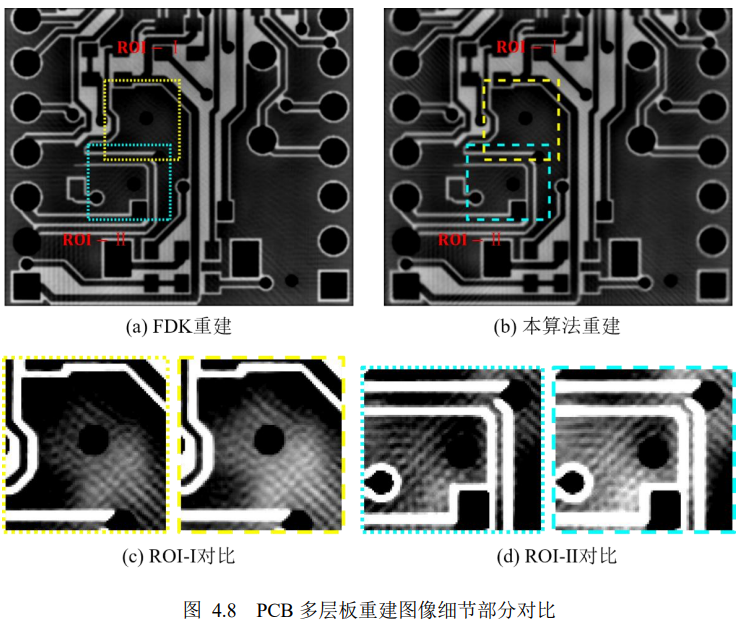 ROI – I
ROI – I
ROI – II
ROI – II
(a) FDK重建
(b) 本算法重建
(c) ROI-I对比
(d) ROI-II对比
图 4.8 PCB 多层板重建图像细节部分对比